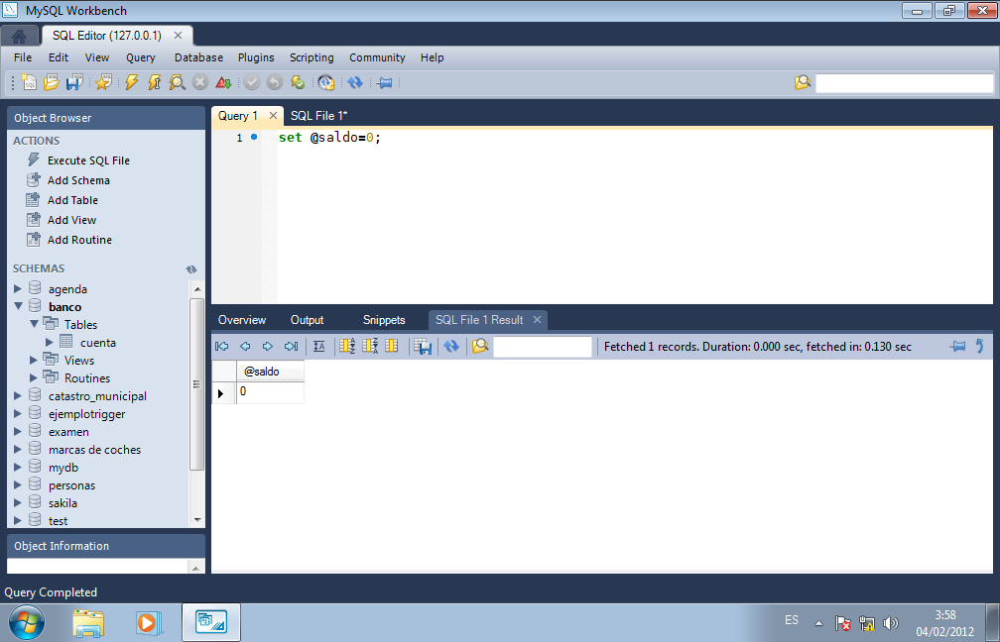 MySQL Workbench
SQL Editor (127.0.0.1)
File Edit View Query Database Plugins Scripting Community Help
Object Browser
ACTIONS
Execute SQL File
Add Schema
Add Table
Add View
Add Routine
SCHEMAS
agenda
banco
Tables
cuenta
Views
Routines
catastro_municipal
ejemplotrigger
examen
marcas de coches
mydb
personas
sakila
test
Object Information
Query 1 SQL File 1*
1 set @saldo=0;
Overview Output Snippets SQL File 1 Result
Fetched 1 records. Duration: 0.000 sec, fetched in: 0.130 sec
@saldo
0
Query Completed
ES
3:58
04/02/2012